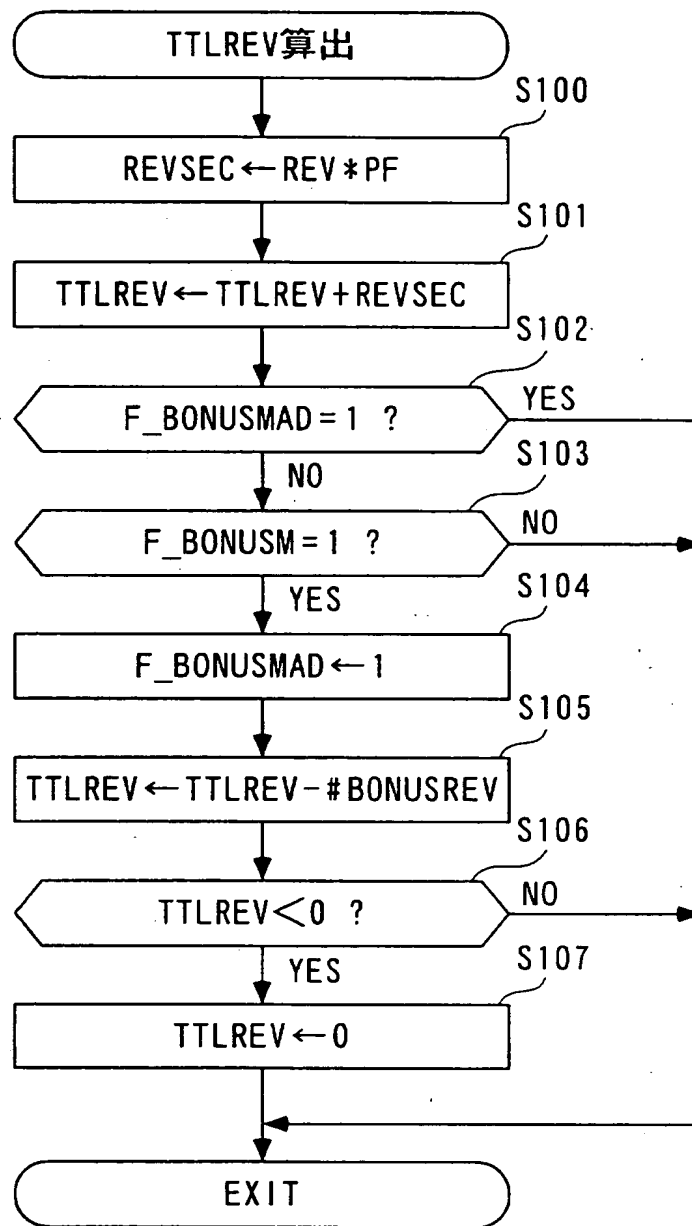 TTLREV算出
S100
REVSEC←REV*PF
S101
TTLREV←TTLREV+REVSEC
S102
F_BONUSMAD=1 ?
YES
NO
S103
F_BONUSM=1 ?
NO
YES
S104
F_BONUSMAD←1
S105
TTLREV←TTLREV-#BONUSREV
S106
TTLREV<0 ?
NO
YES
S107
TTLREV←0
EXIT